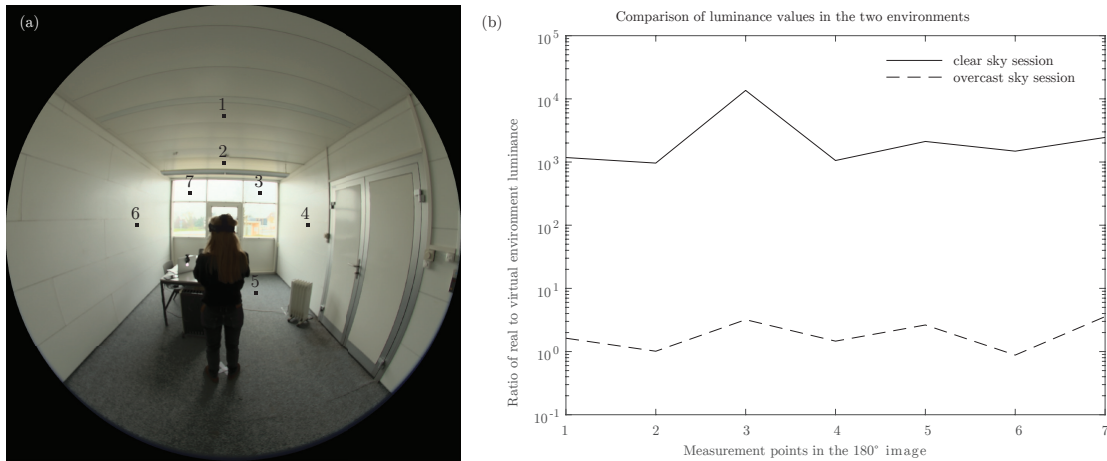 (a)
1
2
7
3
6
4
5
(b)
Comparison of luminance values in the two environments
clear sky session
overcast sky session
Ratio of real to virtual environment luminance
10^5
10^4
10^3
10^2
10^1
10^0
10^-1
1 2 3 4 5 6 7
Measurement points in the 180° image